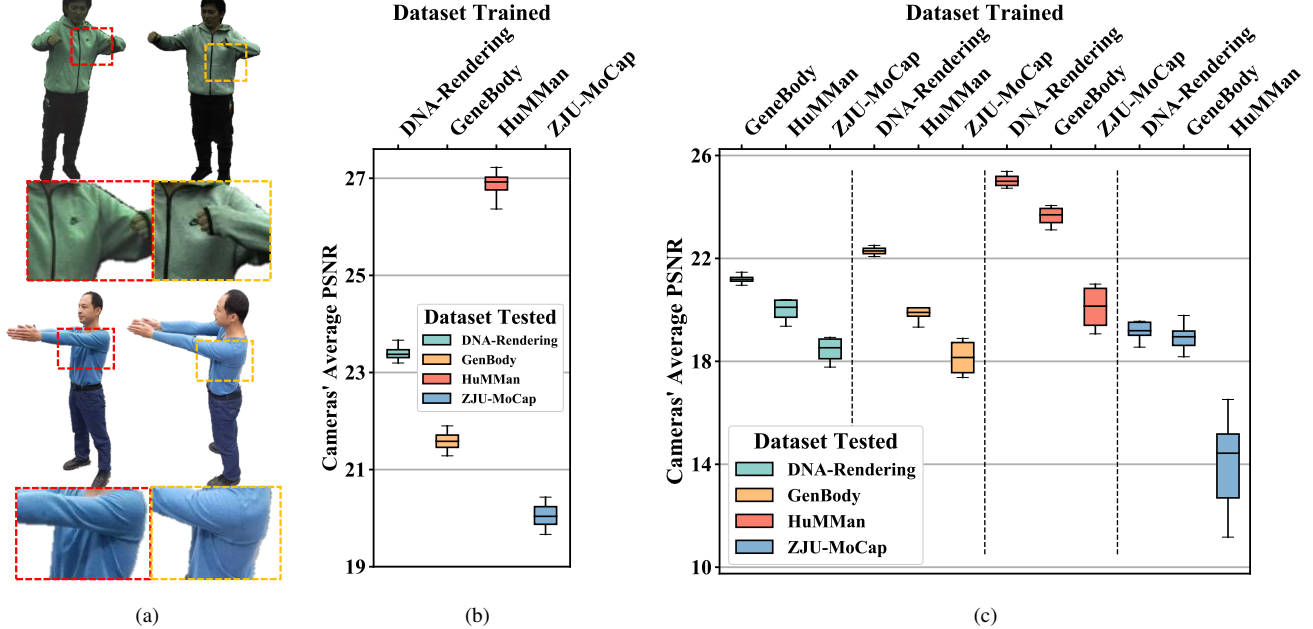 Dataset Trained
DNA-Rendering
GeneBody
HuMMan
ZJU-MoCap
Cameras' Average PSNR
27
25
23
21
19
Dataset Tested
DNA-Rendering
GenBody
HuMMan
ZJU-MoCap
Dataset Trained
GeneBody
HuMMan
ZJU-MoCap
DNA-Rendering
HuMMan
ZJU-MoCap
DNA-Rendering
GeneBody
ZJU-MoCap
DNA-Rendering
GeneBody
HuMMan
Cameras' Average PSNR
26
22
18
14
10
Dataset Tested
DNA-Rendering
GenBody
HuMMan
ZJU-MoCap
(a)
(b)
(c)